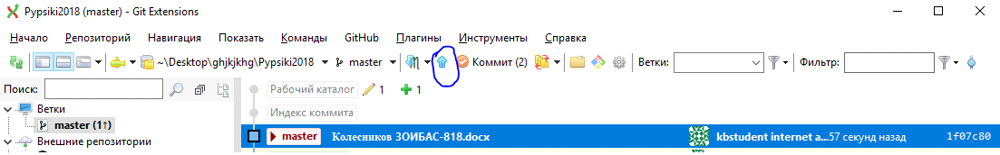 Pypsiki2018 (master) - Git Extensions
Начало Репозиторий Навигация Показать Команды GitHub Плагины Инструменты Справка
~\Desktop\ghjkjkhg\Pypsiki2018 master Коммит (2) Ветки: Фильтр:
Поиск:
Рабочий каталог 1 + 1
Ветки
Индекс коммита
master (1↑)
master Колесников ЗОИБАС-818.docx kbstudent internet a...57 секунд назад 1f07c80
Внешние репозитории